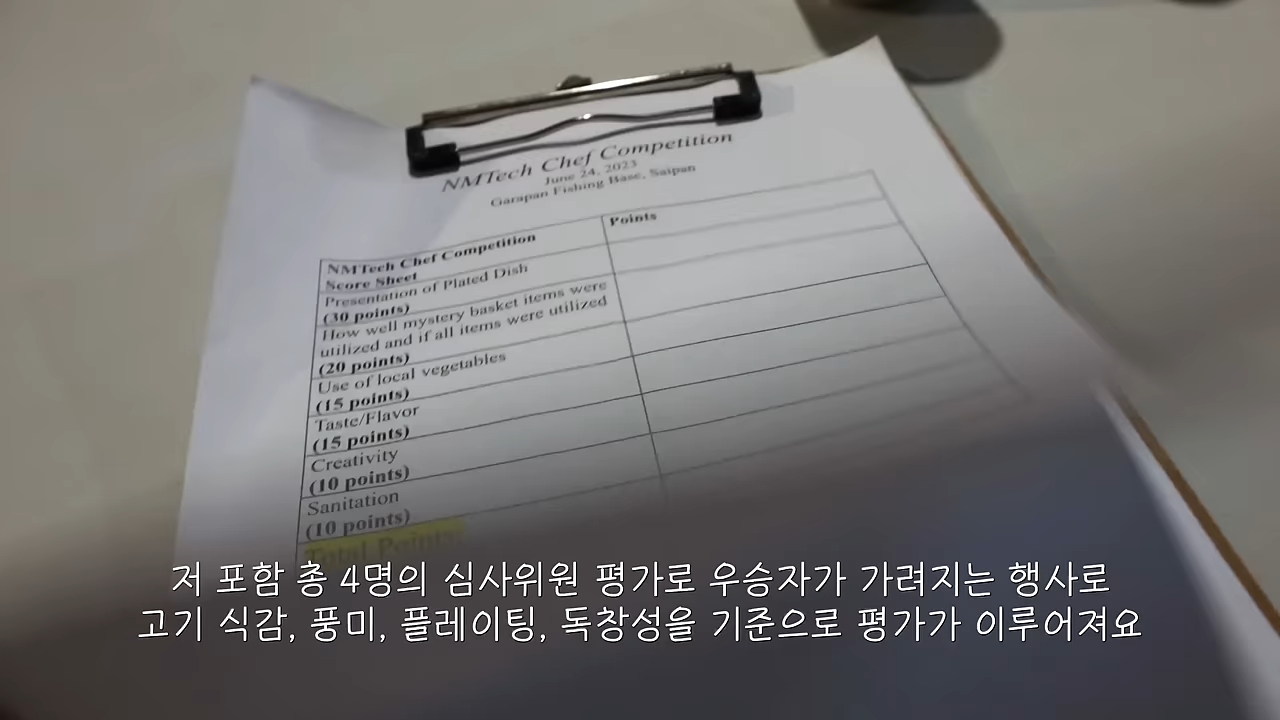 NMTech Chef Competition
June 24, 2023
Garapan Fishing Base, Saipan
NMTech Chef Competition
Score Sheet
Points
Presentation of Plated Dish
(30 points)
How well mystery basket items were
utilized and if all items were utilized
(20 points)
Use of local vegetables
(15 points)
Taste/Flavor
(15 points)
Creativity
(10 points)
Sanitation
(10 points)
Total Points
저 포함 총 4명의 심사위원 평가로 우승자가 가려지는 행사로
고기 식감, 풍미, 플레이팅, 독창성을 기준으로 평가가 이루어져요